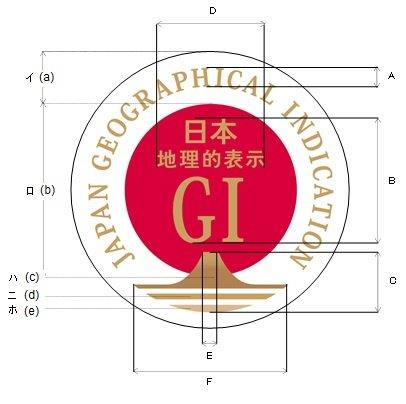 D
イ (a)
A
JAPAN GEOGRAPHICAL INDICATION
日本
地理的表示
GI
B
ロ (b)
ハ (c)
C
ニ (d)
ホ (e)
E
F